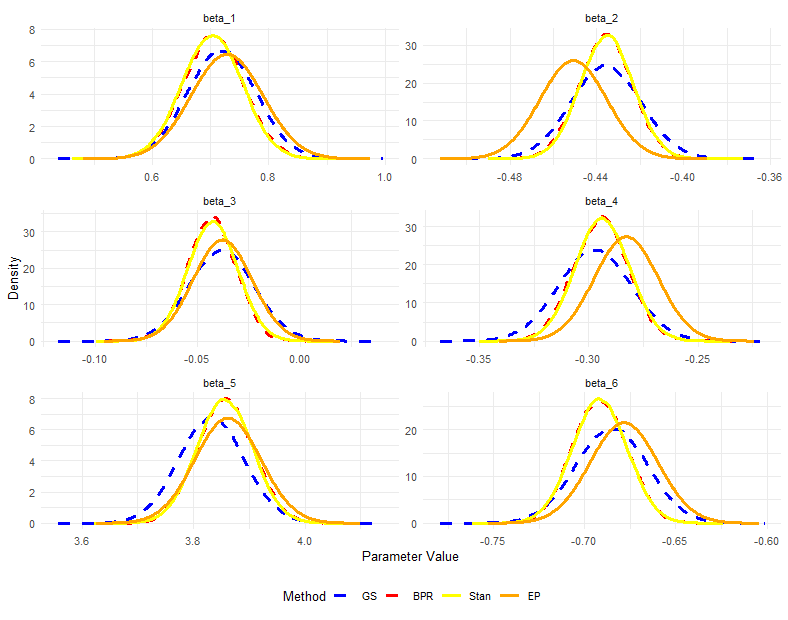 beta_1 beta_2
8
6
4
2
0
30
20
10
0
0.6 0.8 1.0 -0.48 -0.44 -0.40 -0.36
beta_3 beta_4
30
20
10
0
30
20
10
0
-0.10 -0.05 0.00 -0.35 -0.30 -0.25
beta_5 beta_6
8
6
4
2
0
20
10
0
3.6 3.8 4.0 -0.75 -0.70 -0.65 -0.60
Density
Parameter Value
Method GS BPR Stan EP